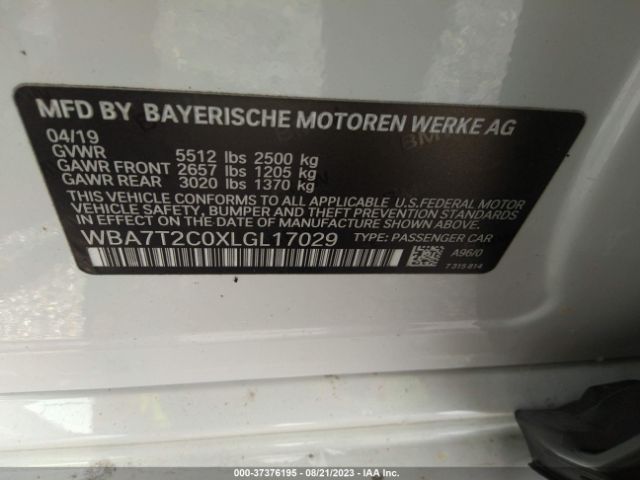 MFD BY BAYERISCHE MOTOREN WERKE AG
04/19
GVWR 5512 lbs 2500 kg
GAWR FRONT 2657 lbs 1205 kg
GAWR REAR 3020 lbs 1370 kg
THIS VEHICLE CONFORMS TO ALL APPLICABLE U.S.FEDERAL MOTOR
VEHICLE SAFETY, BUMPER AND THEFT PREVENTION
STANDARDS IN EFFECT ON THE DATE OF MANUFACTURE SHOWN ABOVE.
WBA7T2C0XLGL17029 TYPE: PASSENGER CAR
A96/0
7 315 814
000-37376195 - 08/21/2023 - IAA Inc.